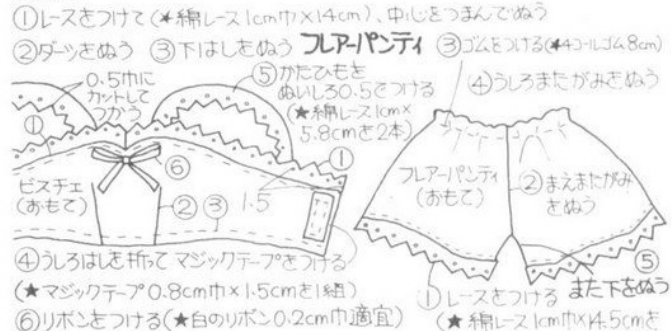 ①レースをつけて(★綿レース1cm巾×14cm)、中心をつまんでぬう
②ダーツをぬう ③下はしをぬう フレアーパンティ ③ゴムをつける(★4コールゴム8cm)
0.5巾に
カットして
つかう
⑤かたひもを
ぬいしろ0.5でつける
(★綿レース1cm×
5.8cmを2本)
④うしろまたがみをぬう
①
①
⑥
ビスチェ
(おもて)
② ③
1.5
フレアーパンティ
(おもて)
②まえまたがみ
をぬう
④うしろはしを折ってマジックテープをつける
(★マジックテープ0.8cm巾×1.5cmを1組)
⑥リボンをつける(★白のリボン0.2cm巾適宜)
⑤
また下をぬう
①レースをつける
(★綿レース1cm巾×14.5cmを